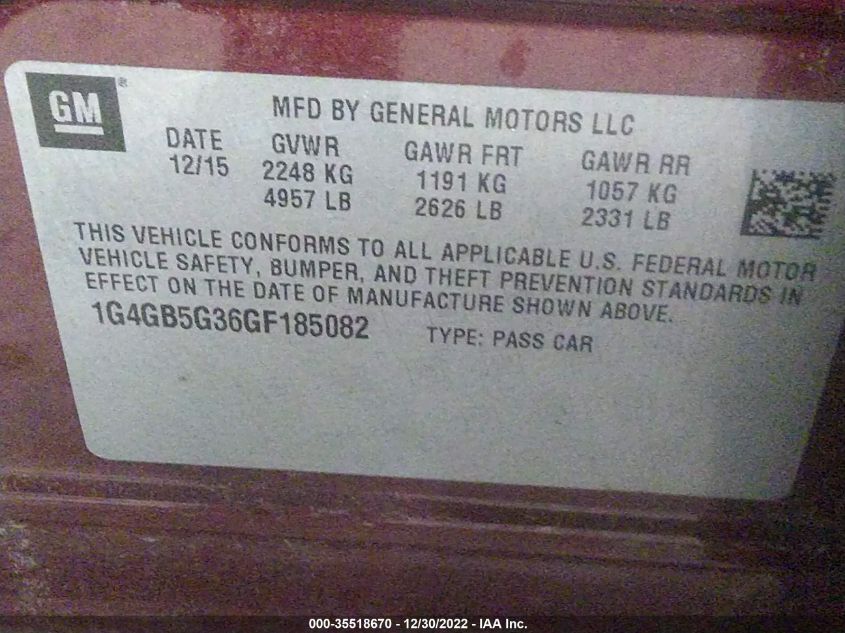 GM®
MFD BY GENERAL MOTORS LLC
DATE GVWR GAWR FRT GAWR RR
12/15 2248 KG 1191 KG 1057 KG
4957 LB 2626 LB 2331 LB
THIS VEHICLE CONFORMS TO ALL APPLICABLE U.S. FEDERAL MOTOR
VEHICLE SAFETY, BUMPER, AND THEFT PREVENTION STANDARDS IN
EFFECT ON THE DATE OF MANUFACTURE SHOWN ABOVE.
1G4GB5G36GF185082 TYPE: PASS CAR
000-35518670 - 12/30/2022 - IAA Inc.